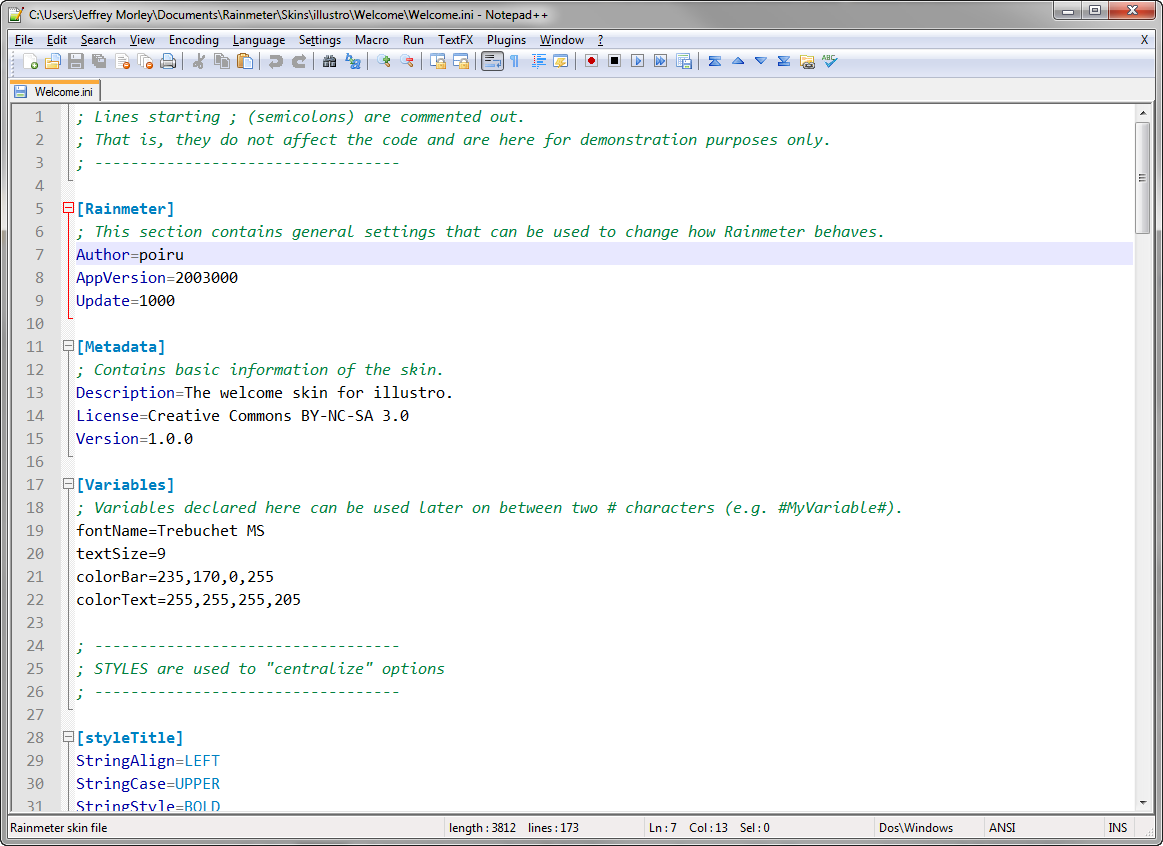 C:\Users\Jeffrey Morley\Documents\Rainmeter\Skins\illustro\Welcome\Welcome.ini - Notepad++
File Edit Search View Encoding Language Settings Macro Run TextFX Plugins Window ? X
Welcome.ini
1 ; Lines starting ; (semicolons) are commented out.
2 ; That is, they do not affect the code and are here for demonstration purposes only.
3 ; ----------------------------------
4
5 [Rainmeter]
6 ; This section contains general settings that can be used to change how Rainmeter behaves.
7 Author=poiru
8 AppVersion=2003000
9 Update=1000
10
11 [Metadata]
12 ; Contains basic information of the skin.
13 Description=The welcome skin for illustro.
14 License=Creative Commons BY-NC-SA 3.0
15 Version=1.0.0
16
17 [Variables]
18 ; Variables declared here can be used later on between two # characters (e.g. #MyVariable#).
19 fontName=Trebuchet MS
20 textSize=9
21 colorBar=235,170,0,255
22 colorText=255,255,255,205
23
24 ; ----------------------------------
25 ; STYLES are used to "centralize" options
26 ; ----------------------------------
27
28 [styleTitle]
29 StringAlign=LEFT
30 StringCase=UPPER
31 StringStyle=BOLD
Rainmeter skin file length : 3812 lines : 173 Ln : 7 Col : 13 Sel : 0 Dos\Windows ANSI INS